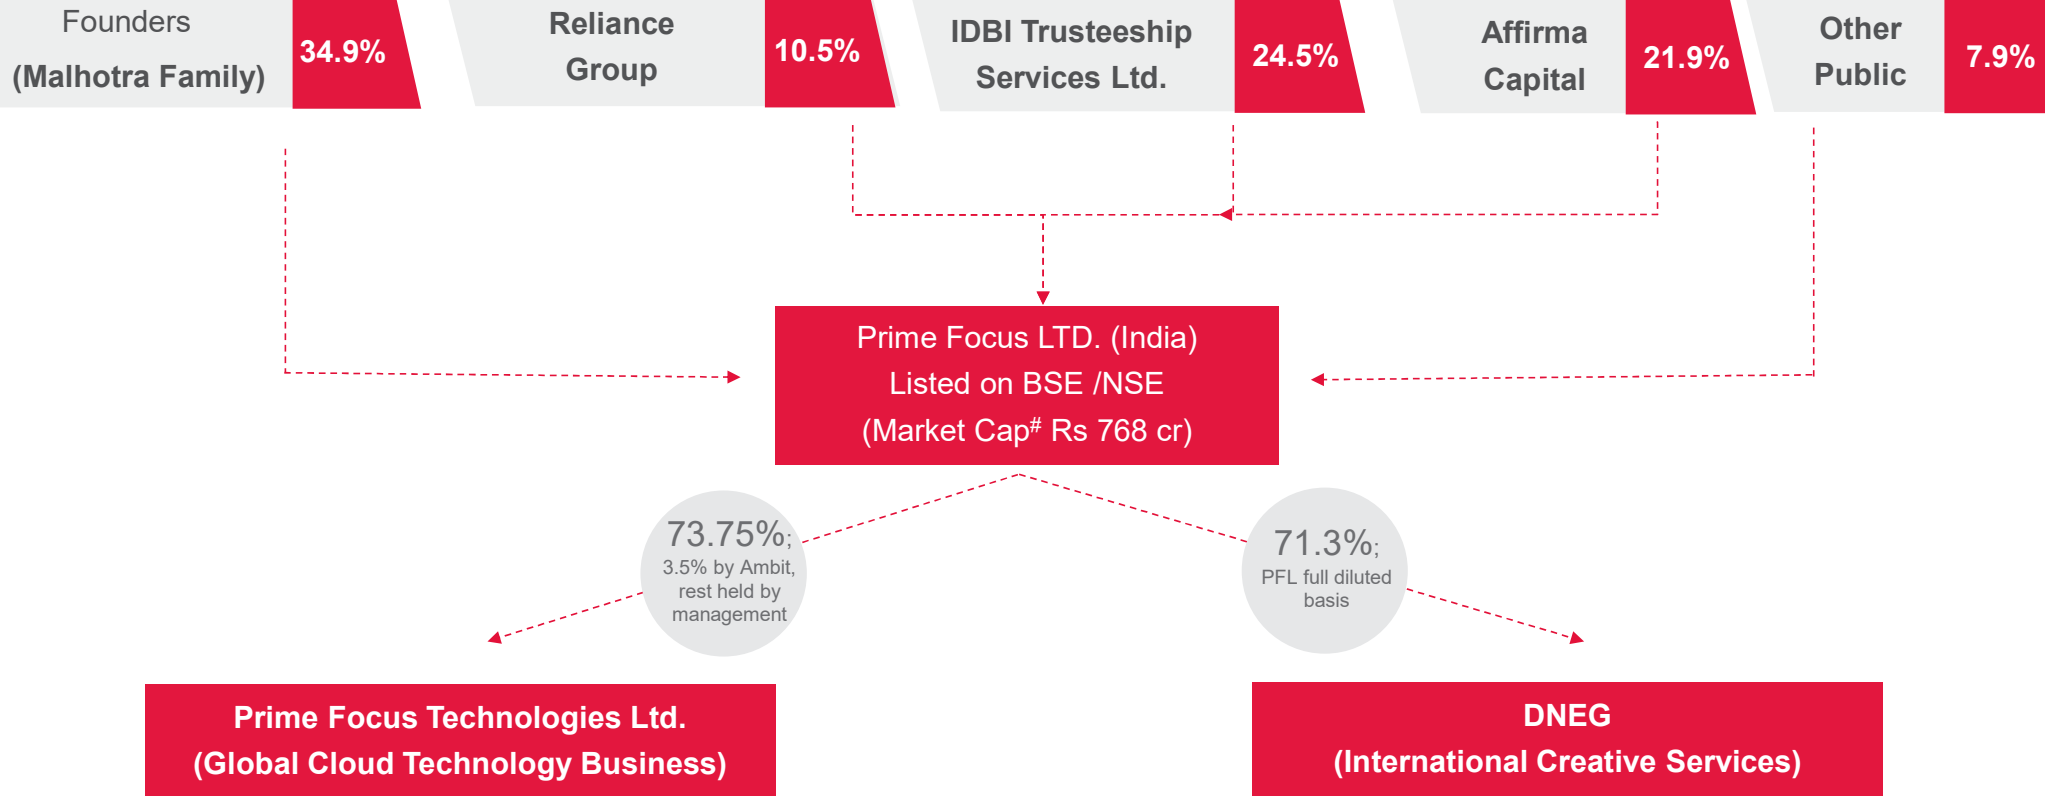 Founders
(Malhotra Family)
34.9%
Reliance
Group
10.5%
IDBI Trusteeship
Services Ltd.
24.5%
Affirma
Capital
21.9%
Other
Public
7.9%
Prime Focus LTD. (India)
Listed on BSE /NSE
(Market Cap# Rs 768 cr)
73.75%;
3.5% by Ambit,
rest held by
management
71.3%;
PFL full diluted
basis
Prime Focus Technologies Ltd.
(Global Cloud Technology Business)
DNEG
(International Creative Services)